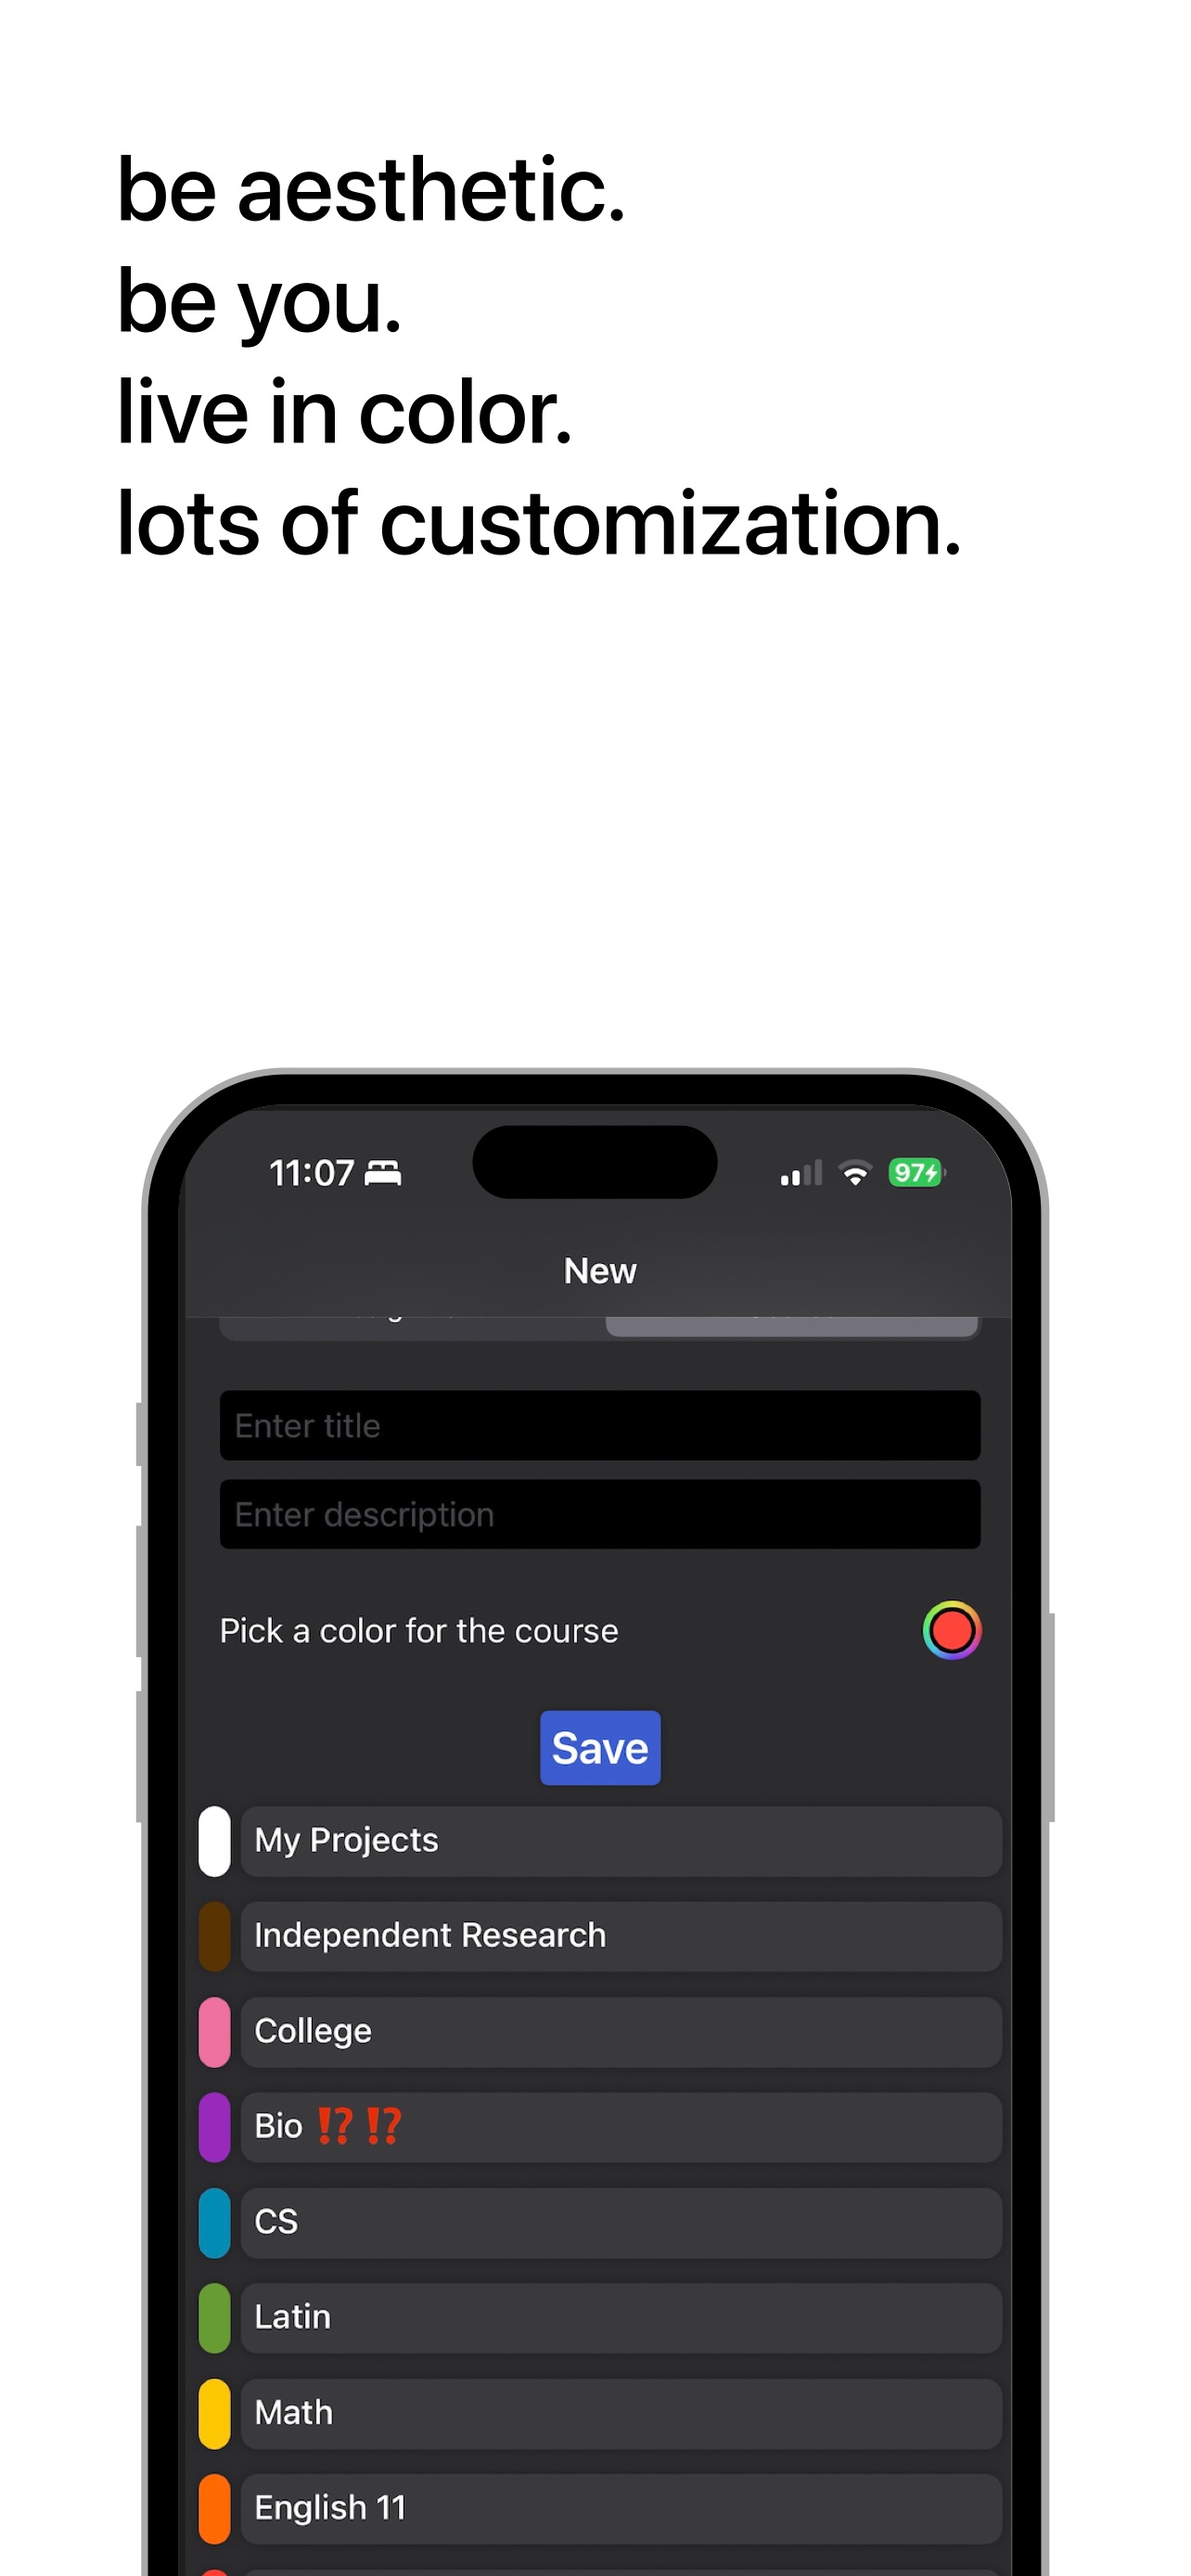 be aesthetic.
be you.
live in color.
lots of customization.
11:07
97
New
Enter title
Enter description
Pick a color for the course
Save
My Projects
Independent Research
College
Bio ⁉️⁉️
CS
Latin
Math
English 11